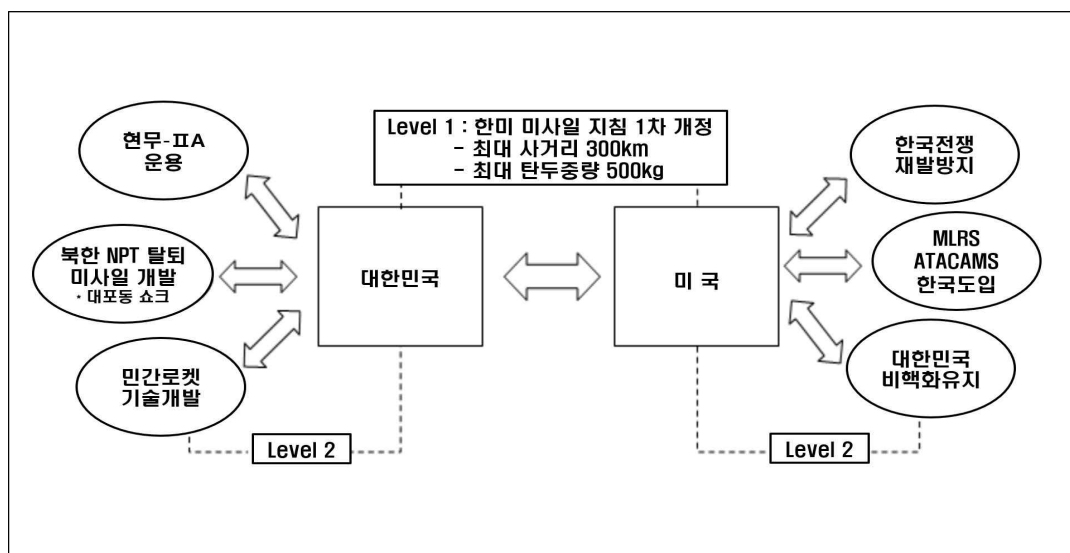 Level 1 : 한미 미사일 지침 1차 개정
- 최대 사거리 300km
- 최대 탄두중량 500kg
현무-ⅡA
운용
북한 NPT 탈퇴
미사일 개발
* 대포동 쇼크
민간로켓
기술개발
대한민국
미 국
한국전쟁
재발방지
MLRS
ATACAMS
한국도입
대한민국
비핵화유지
Level 2
Level 2